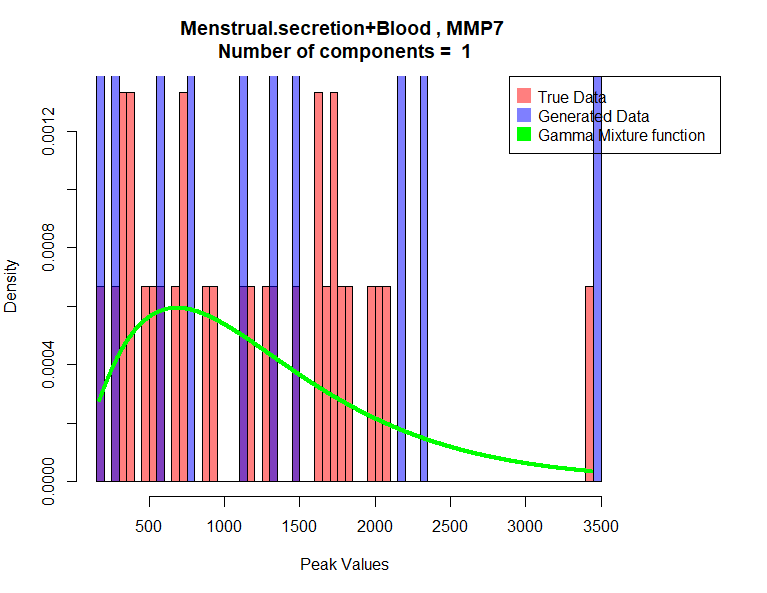 Menstrual.secretion+Blood , MMP7
Number of components =  1
True Data
Generated Data
Gamma Mixture function
Density
0.0012
0.0008
0.0004
0.0000
500 1000 1500 2000 2500 3000 3500
Peak Values